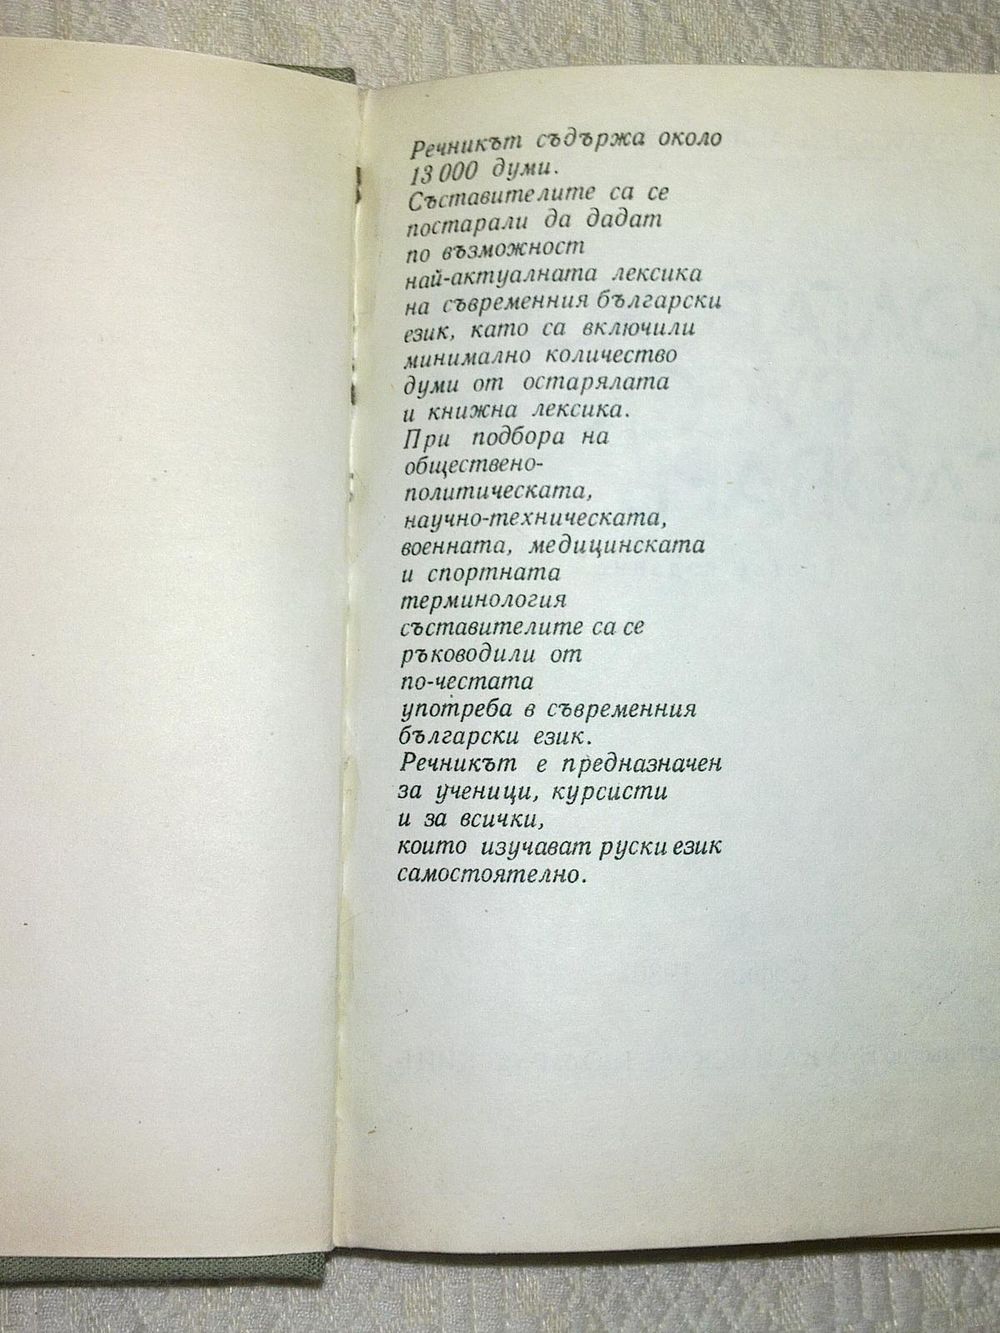 Речникът съдържа около
13 000 думи.
Съставителите са се
постарали да дадат
по възможност
най-актуалната лексика
на съвременния български
език, като са включили
минимално количество
думи от остарялата
и книжна лексика.
При подбора на
обществено-
политическата,
научно-техническата,
военната, медицинската
и спортната
терминология
съставителите са се
ръководили от
по-честата
употреба в съвременния
български език.
Речникът е предназначен
за ученици, курсисти
и за всички,
които изучават руски език
самостоятелно.